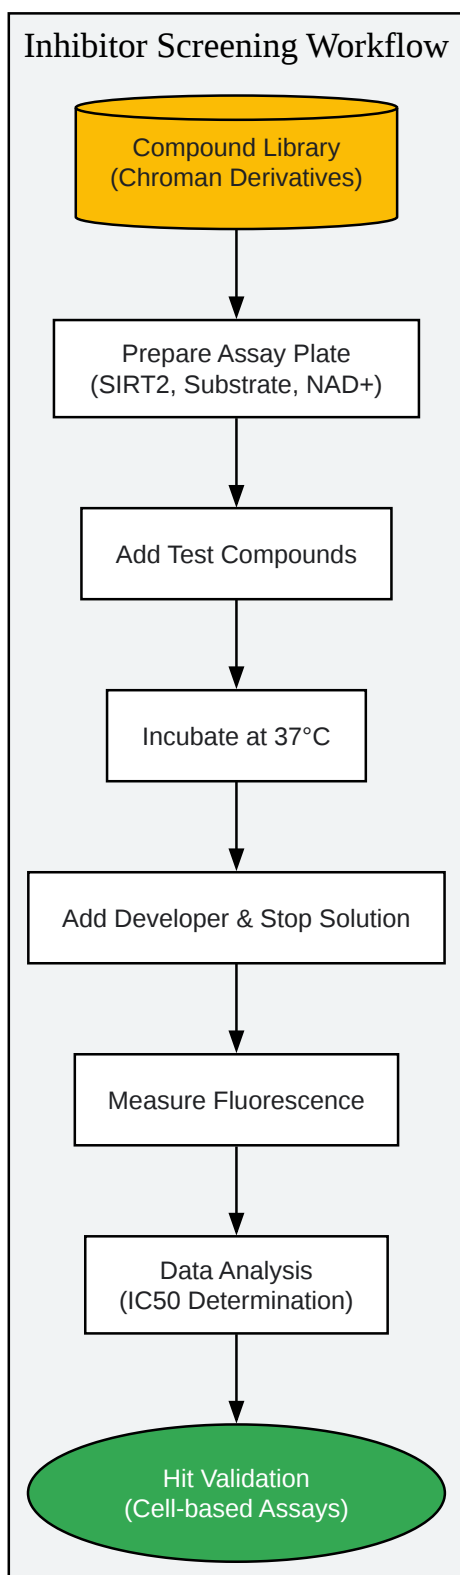 Inhibitor Screening Workflow
Compound Library
(Chroman Derivatives)
Prepare Assay Plate
(SIRT2, Substrate, NAD+)
Add Test Compounds
Incubate at 37°C
Add Developer & Stop Solution
Measure Fluorescence
Data Analysis
(IC50 Determination)
Hit Validation
(Cell-based Assays)